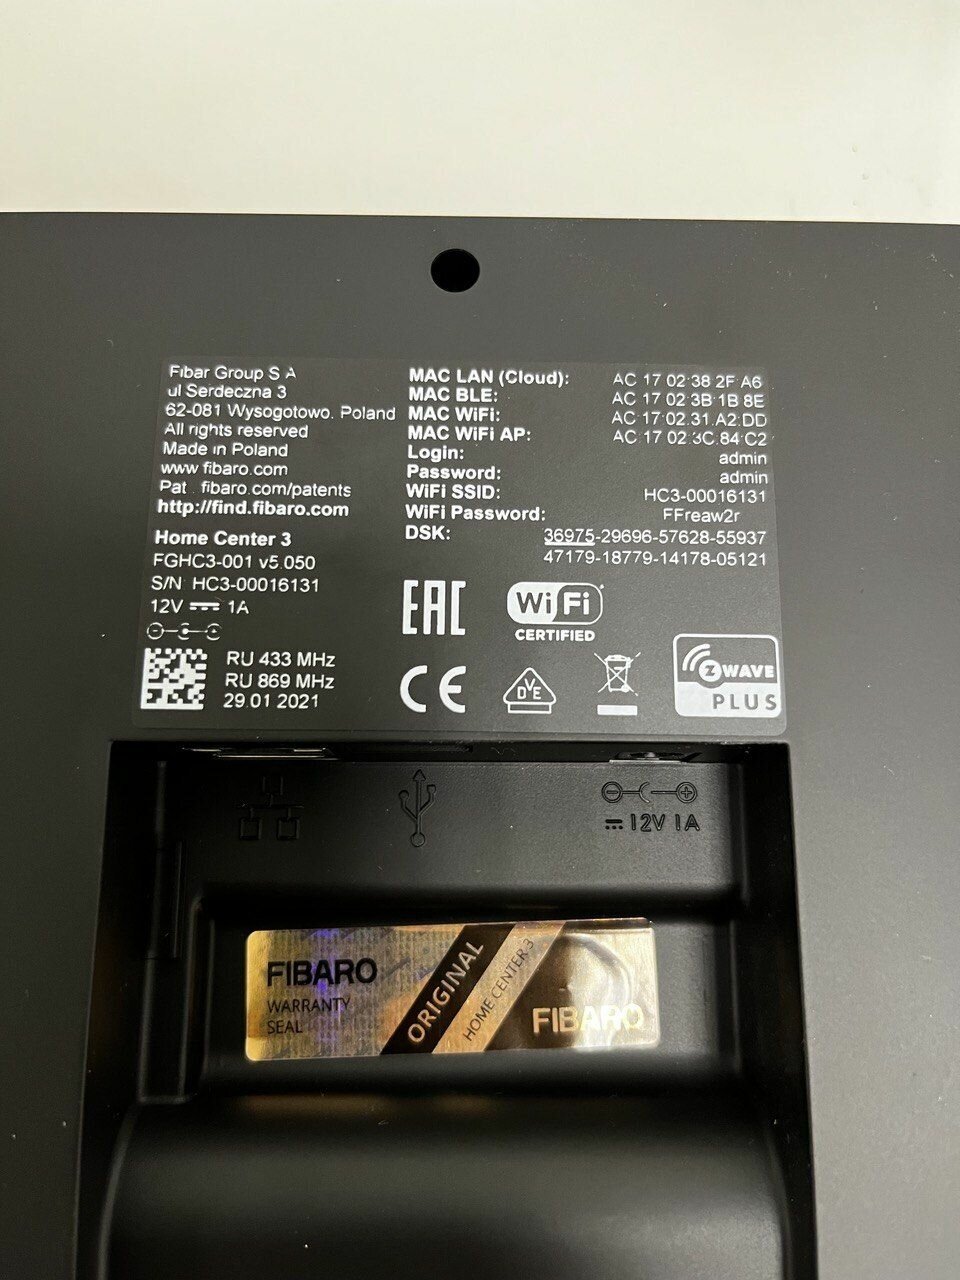 Fibar Group S A
ul Serdeczna 3
62-081 Wysogotowo, Poland
All rights reserved
Made in Poland
www fibaro.com
Pat . fibaro.com/patents
http://find.fibaro.com
Home Center 3
FGHC3-001 v5.050
S/N: HC3-00016131
12V 1A
RU 433 MHz
RU 869 MHz
29.01 2021
MAC LAN (Cloud): AC 17 02:38 2F A6
MAC BLE: AC 17 02 3B 1B 8E
MAC WiFi: AC 17 02:31 A2:DD
MAC WiFi AP: AC 17 02 3C 84 C2
Login: admin
Password: admin
WiFi SSID: HC3-00016131
WiFi Password: FFreaw2r
DSK: 36975-29696-57628-55937
47179-18779-14178-05121
EAC
WiFi
CERTIFIED
CE
DVE
Z WAVE
PLUS
12V 1A
FIBARO
WARRANTY
SEAL
ORIGINAL
HOME CENTER 3
FIBARO